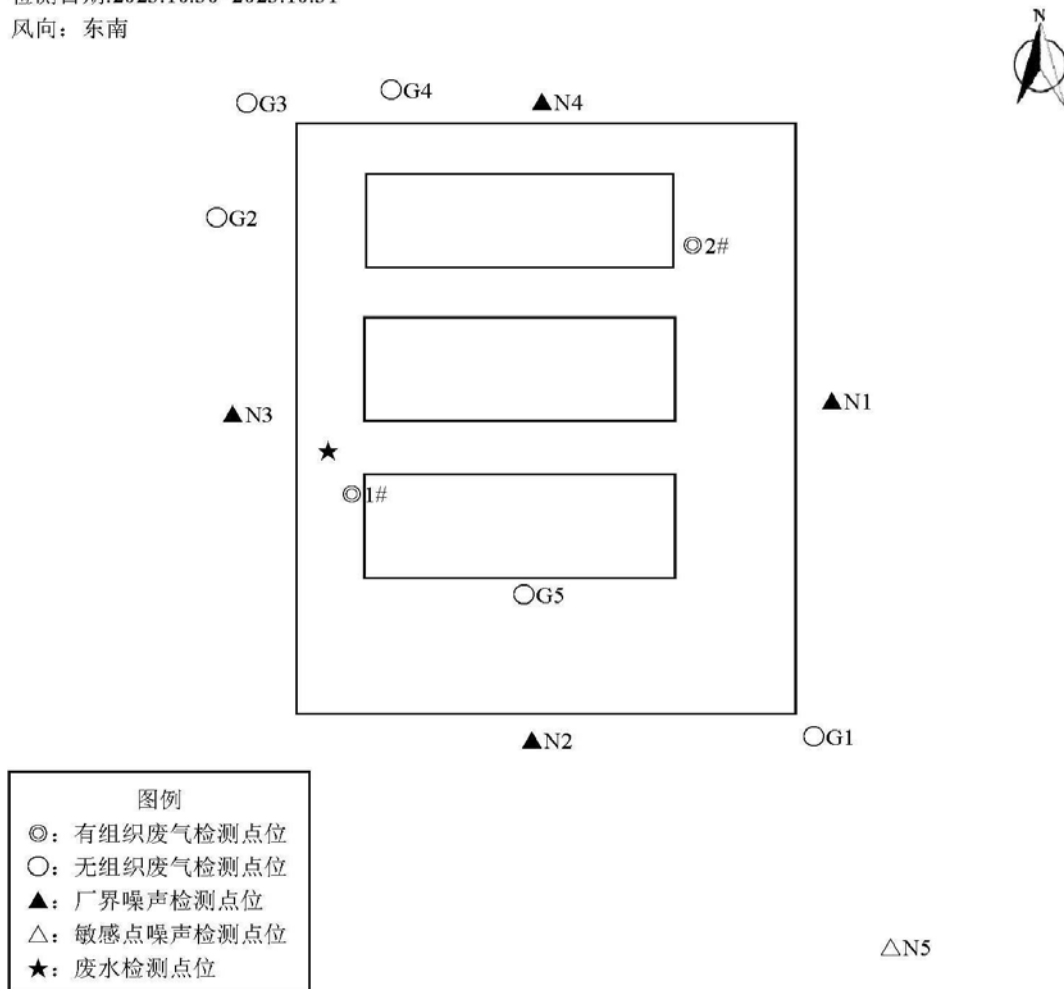 风向：东南
N
○G3
○G4
▲N4
○G2
◎2#
▲N3
▲N1
★
◎1#
○G5
▲N2
○G1
图例
◎：有组织废气检测点位
○：无组织废气检测点位
▲：厂界噪声检测点位
△：敏感点噪声检测点位
★：废水检测点位
△N5